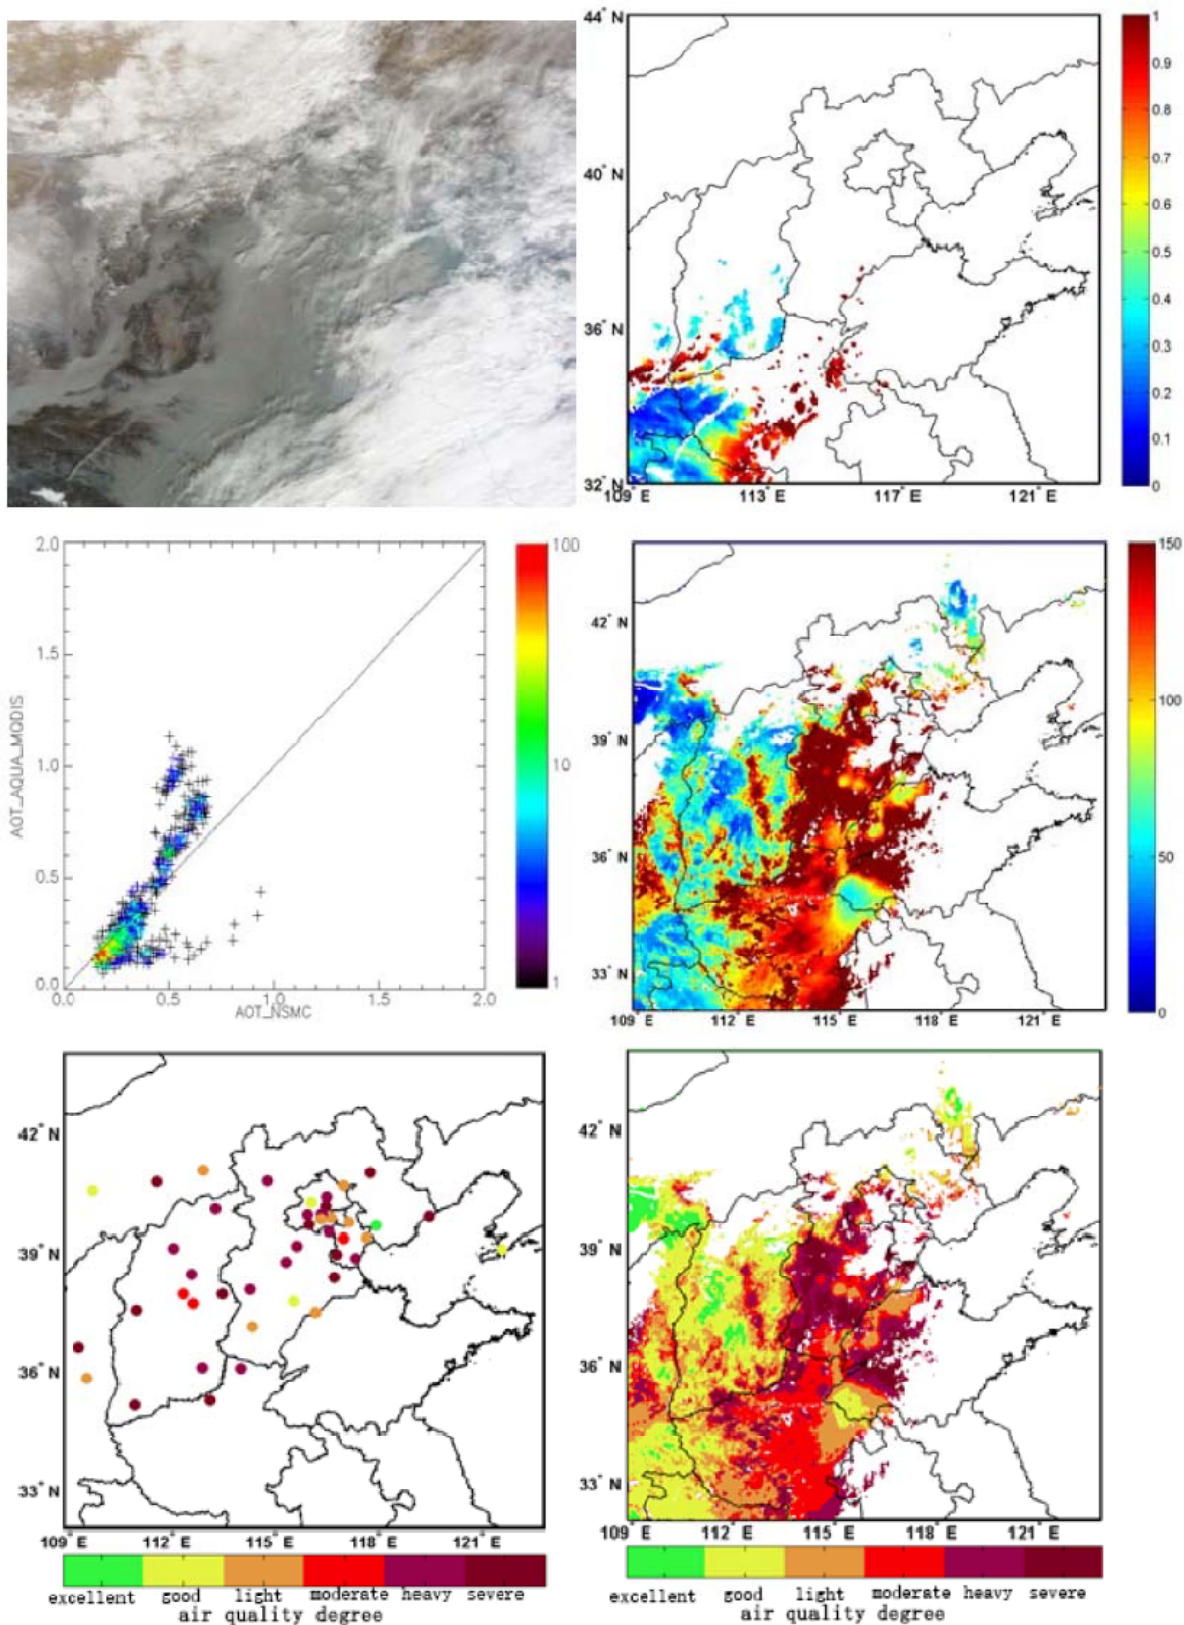 44° N
40° N
36° N
32° N
109° E 113° E 117° E 121° E
1
0.9
0.8
0.7
0.6
0.5
0.4
0.3
0.2
0.1
0
2.0
1.5
1.0
0.5
0.0
AOT_AQUA_MODIS
0.0 0.5 1.0 1.5 2.0
AOT_NSMC
100
10
1
42° N
39° N
36° N
33° N
109° E 112° E 115° E 118° E 121° E
150
100
50
0
42° N
39° N
36° N
33° N
109° E 112° E 115° E 118° E 121° E
excellent good light moderate heavy severe
air quality degree
42° N
39° N
36° N
33° N
109° E 112° E 115° E 118° E 121° E
excellent good light moderate heavy severe
air quality degree